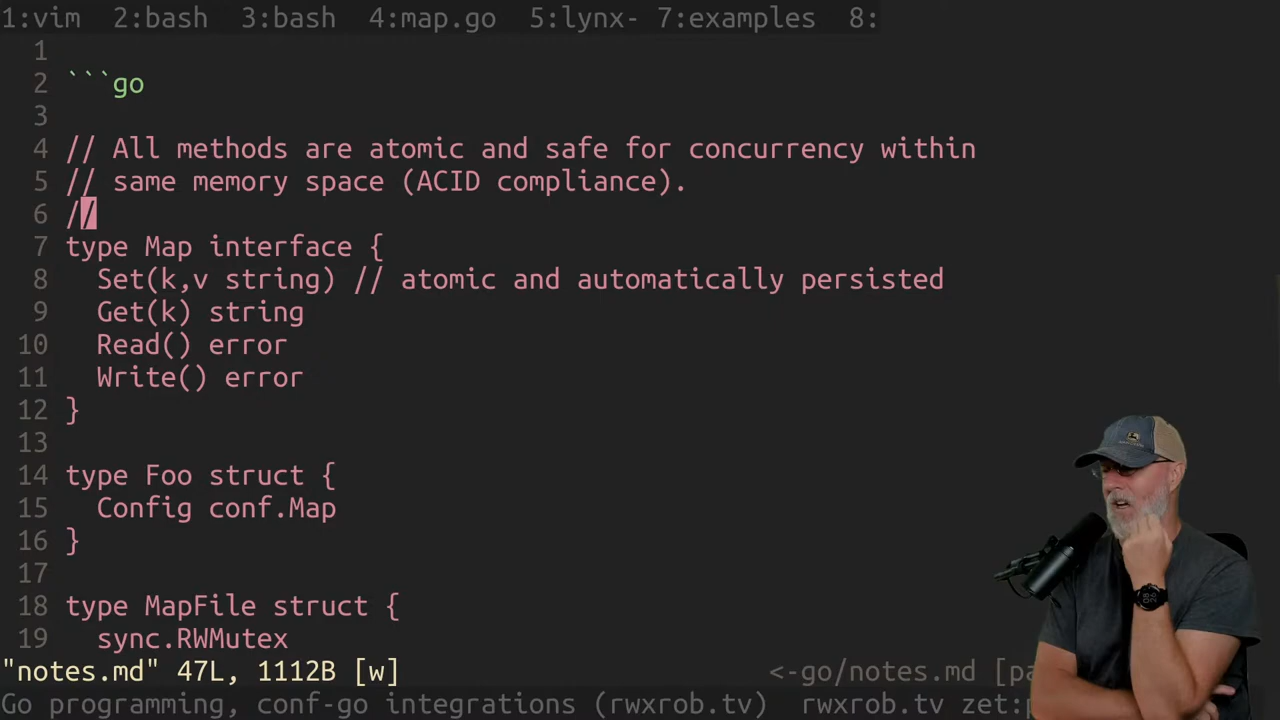 1:vim 2:bash 3:bash 4:map.go 5:lynx- 7:examples 8:
1
2 ```go
3
4 // All methods are atomic and safe for concurrency within
5 // same memory space (ACID compliance).
6 //
7 type Map interface {
8 Set(k,v string) // atomic and automatically persisted
9 Get(k) string
10 Read() error
11 Write() error
12 }
13
14 type Foo struct {
15 Config conf.Map
16 }
17
18 type MapFile struct {
19 sync.RWMutex
"notes.md" 47L, 1112B [w] <-go/notes.md [pa
Go programming, conf-go integrations (rwxrob.tv) rwxrob.tv zet:p